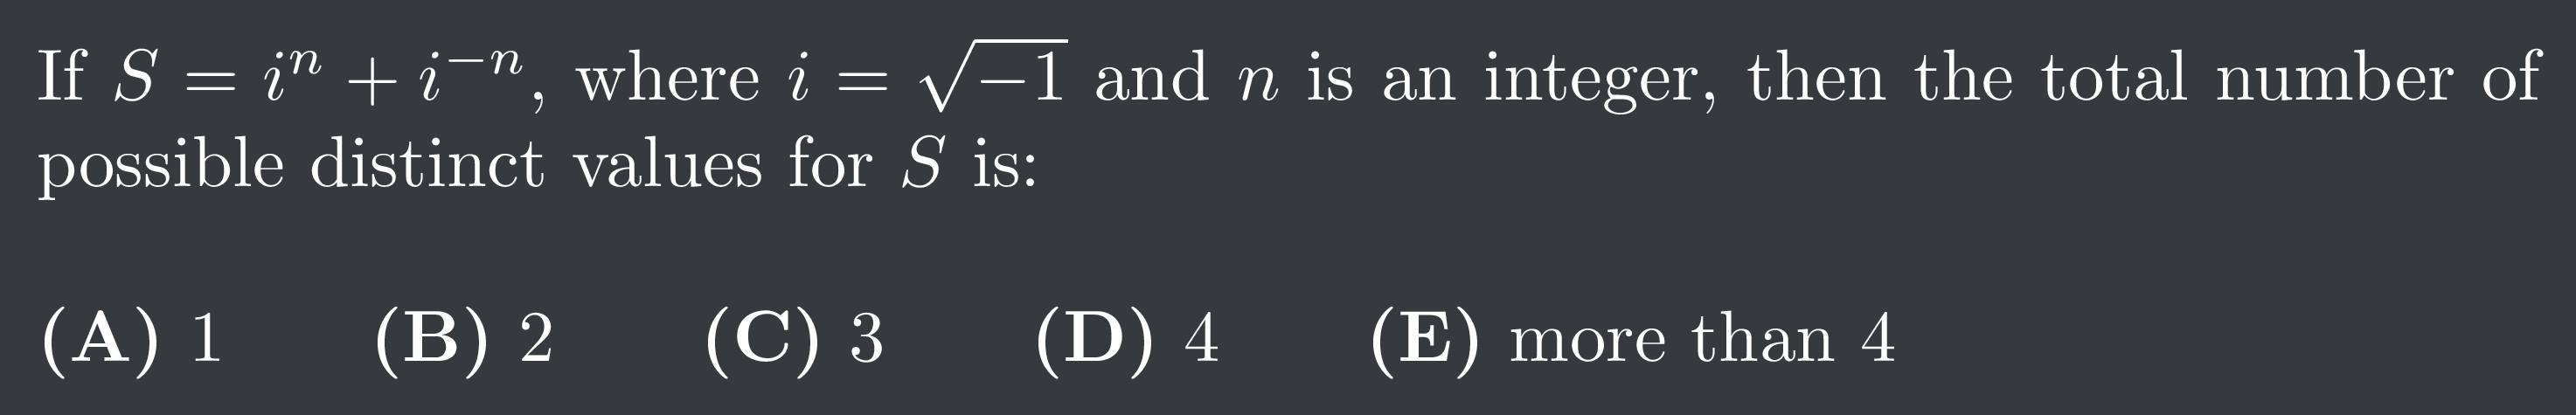 If $S = i^n + i^{-n}$, where $i = \sqrt{-1}$ and $n$ is an integer, then the total number of
possible distinct values for $S$ is:
(A) 1 (B) 2 (C) 3 (D) 4 (E) more than 4